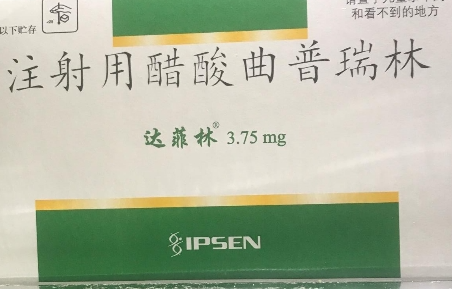 和看不到的地方
以下贮存
注射用醋酸曲普瑞林
达菲林® 3.75 mg
IPSEN